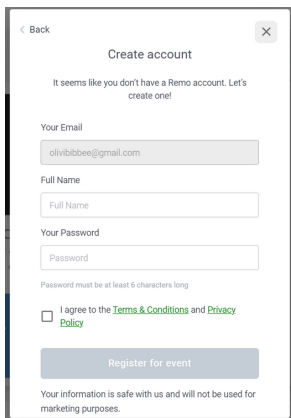 Back
Create account
It seems like you don't have a Remo account. Let's
create one!
Your Email
olivibibbee@gmail.com
Full Name
Full Name
Your Password
Password
Password must be at least 6 characters long
I agree to the Terms & Conditions and Privacy
Policy
Register for event
Your information is safe with us and will not be used for
marketing purposes.